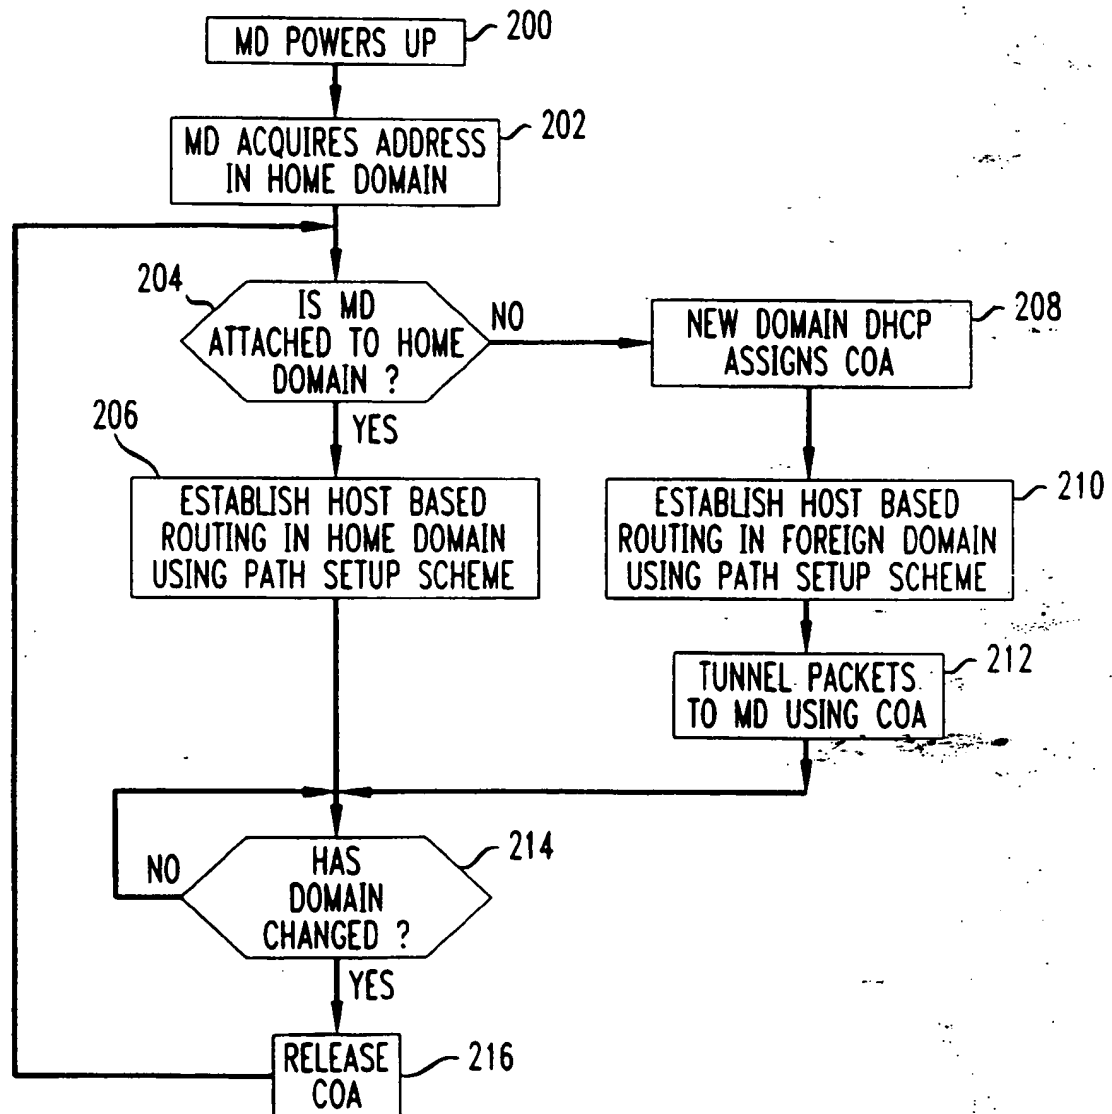 MD POWERS UP
200
MD ACQUIRES ADDRESS
IN HOME DOMAIN
202
204
IS MD
ATTACHED TO HOME
DOMAIN ?
NO
YES
NEW DOMAIN DHCP
ASSIGNS COA
208
206
ESTABLISH HOST BASED
ROUTING IN HOME DOMAIN
USING PATH SETUP SCHEME
ESTABLISH HOST BASED
ROUTING IN FOREIGN DOMAIN
USING PATH SETUP SCHEME
210
TUNNEL PACKETS
TO MD USING COA
212
HAS
DOMAIN
CHANGED ?
214
NO
YES
RELEASE
COA
216